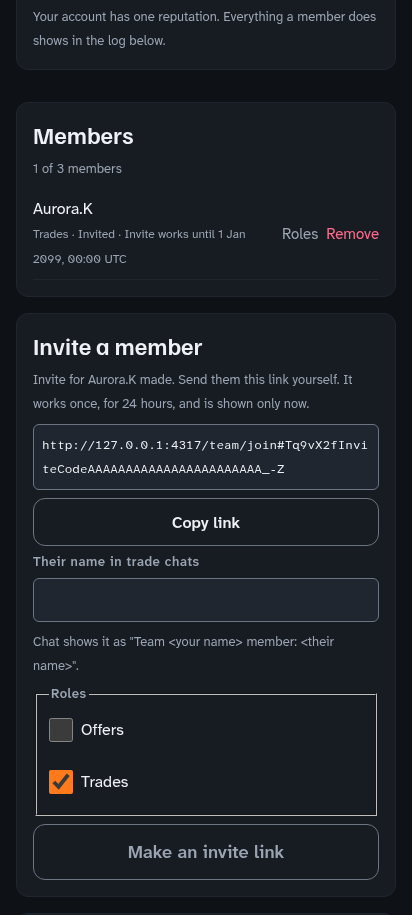 Your account has one reputation. Everything a member does
shows in the log below.
Members
1 of 3 members
Aurora.K
Trades · Invited · Invite works until 1 Jan
2099, 00:00 UTC
Roles Remove
Invite a member
Invite for Aurora.K made. Send them this link yourself. It
works once, for 24 hours, and is shown only now.
http://127.0.0.1:4317/team/join#Tq9vX2fInvi
teCodeAAAAAAAAAAAAAAAAAAAAAAA_-Z
Copy link
Their name in trade chats
Chat shows it as "Team <your name> member: <their
name>".
Roles
Offers
Trades
Make an invite link